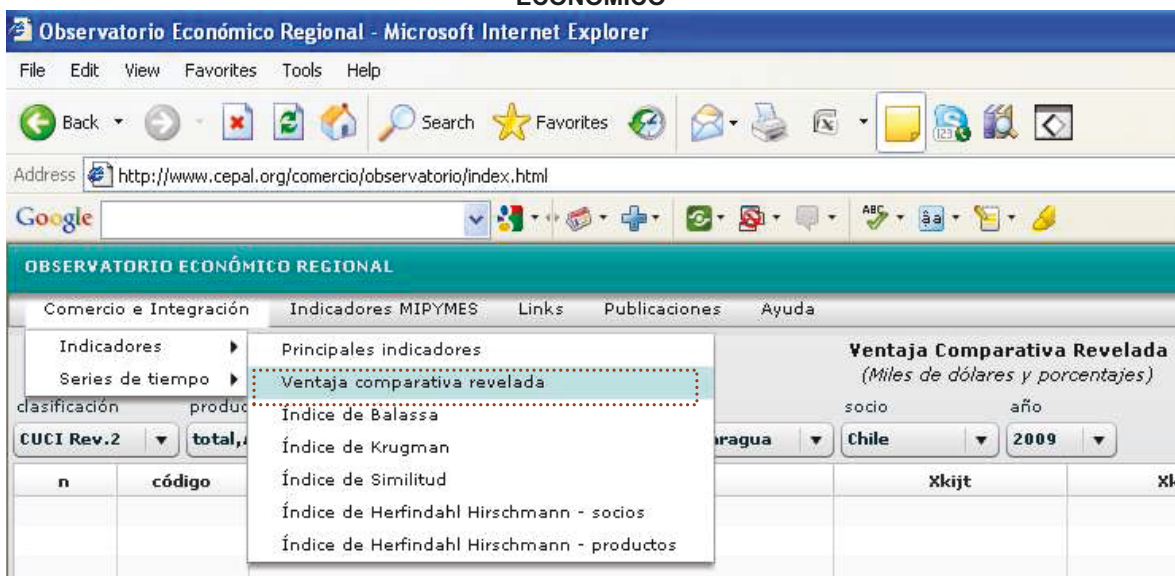 ECONÓMICO
Observatorio Económico Regional - Microsoft Internet Explorer
File Edit View Favorites Tools Help
Back Search Favorites
Address http://www.cepal.org/comercio/observatorio/index.html
Google
OBSERVATORIO ECONÓMICO REGIONAL
Comercio e Integración Indicadores MIPYMES Links Publicaciones Ayuda
Indicadores Principales indicadores Ventaja Comparativa Revelada
Series de tiempo Ventaja comparativa revelada (Miles de dólares y porcentajes)
clasificación Índice de Balassa socio año
CUCI Rev.2 total, Índice de Krugman Chile 2009
n código Índice de Similitud Xkijt
Índice de Herfindahl Hirschmann - socios
Índice de Herfindahl Hirschmann - productos